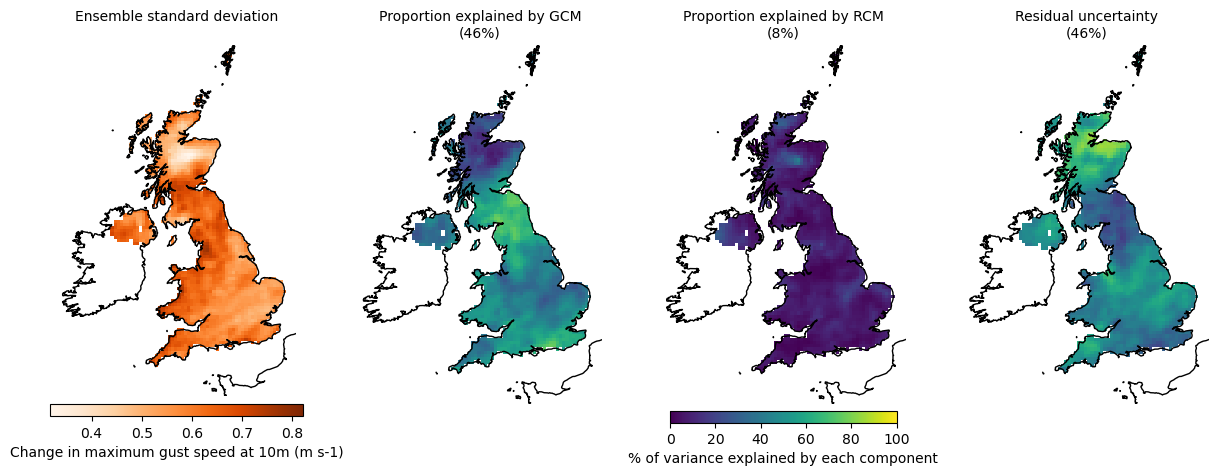 Ensemble standard deviation
Proportion explained by GCM
(46%)
Proportion explained by RCM
(8%)
Residual uncertainty
(46%)
0.4 0.5 0.6 0.7 0.8
Change in maximum gust speed at 10m (m s-1)
0 20 40 60 80 100
% of variance explained by each component